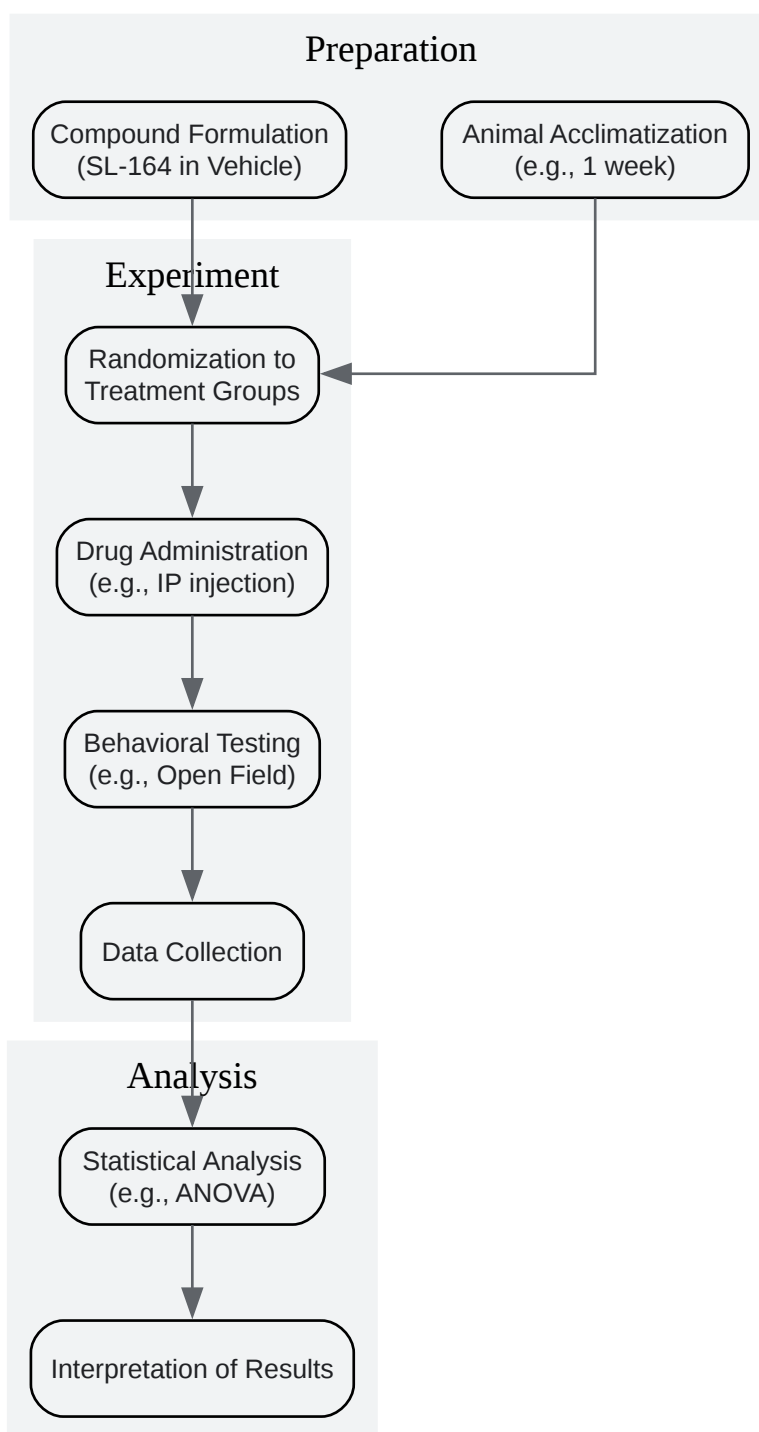 Preparation
Compound Formulation
(SL-164 in Vehicle)
Animal Acclimatization
(e.g., 1 week)
Experiment
Randomization to
Treatment Groups
Drug Administration
(e.g., IP injection)
Behavioral Testing
(e.g., Open Field)
Data Collection
Analysis
Statistical Analysis
(e.g., ANOVA)
Interpretation of Results